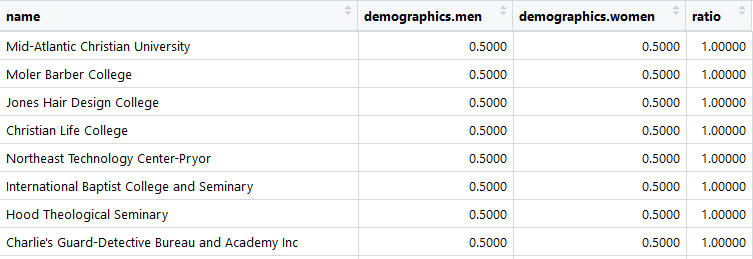 name demographics.men demographics.women ratio
Mid-Atlantic Christian University 0.5000 0.5000 1.00000
Moler Barber College 0.5000 0.5000 1.00000
Jones Hair Design College 0.5000 0.5000 1.00000
Christian Life College 0.5000 0.5000 1.00000
Northeast Technology Center-Pryor 0.5000 0.5000 1.00000
International Baptist College and Seminary 0.5000 0.5000 1.00000
Hood Theological Seminary 0.5000 0.5000 1.00000
Charlie's Guard-Detective Bureau and Academy Inc 0.5000 0.5000 1.00000